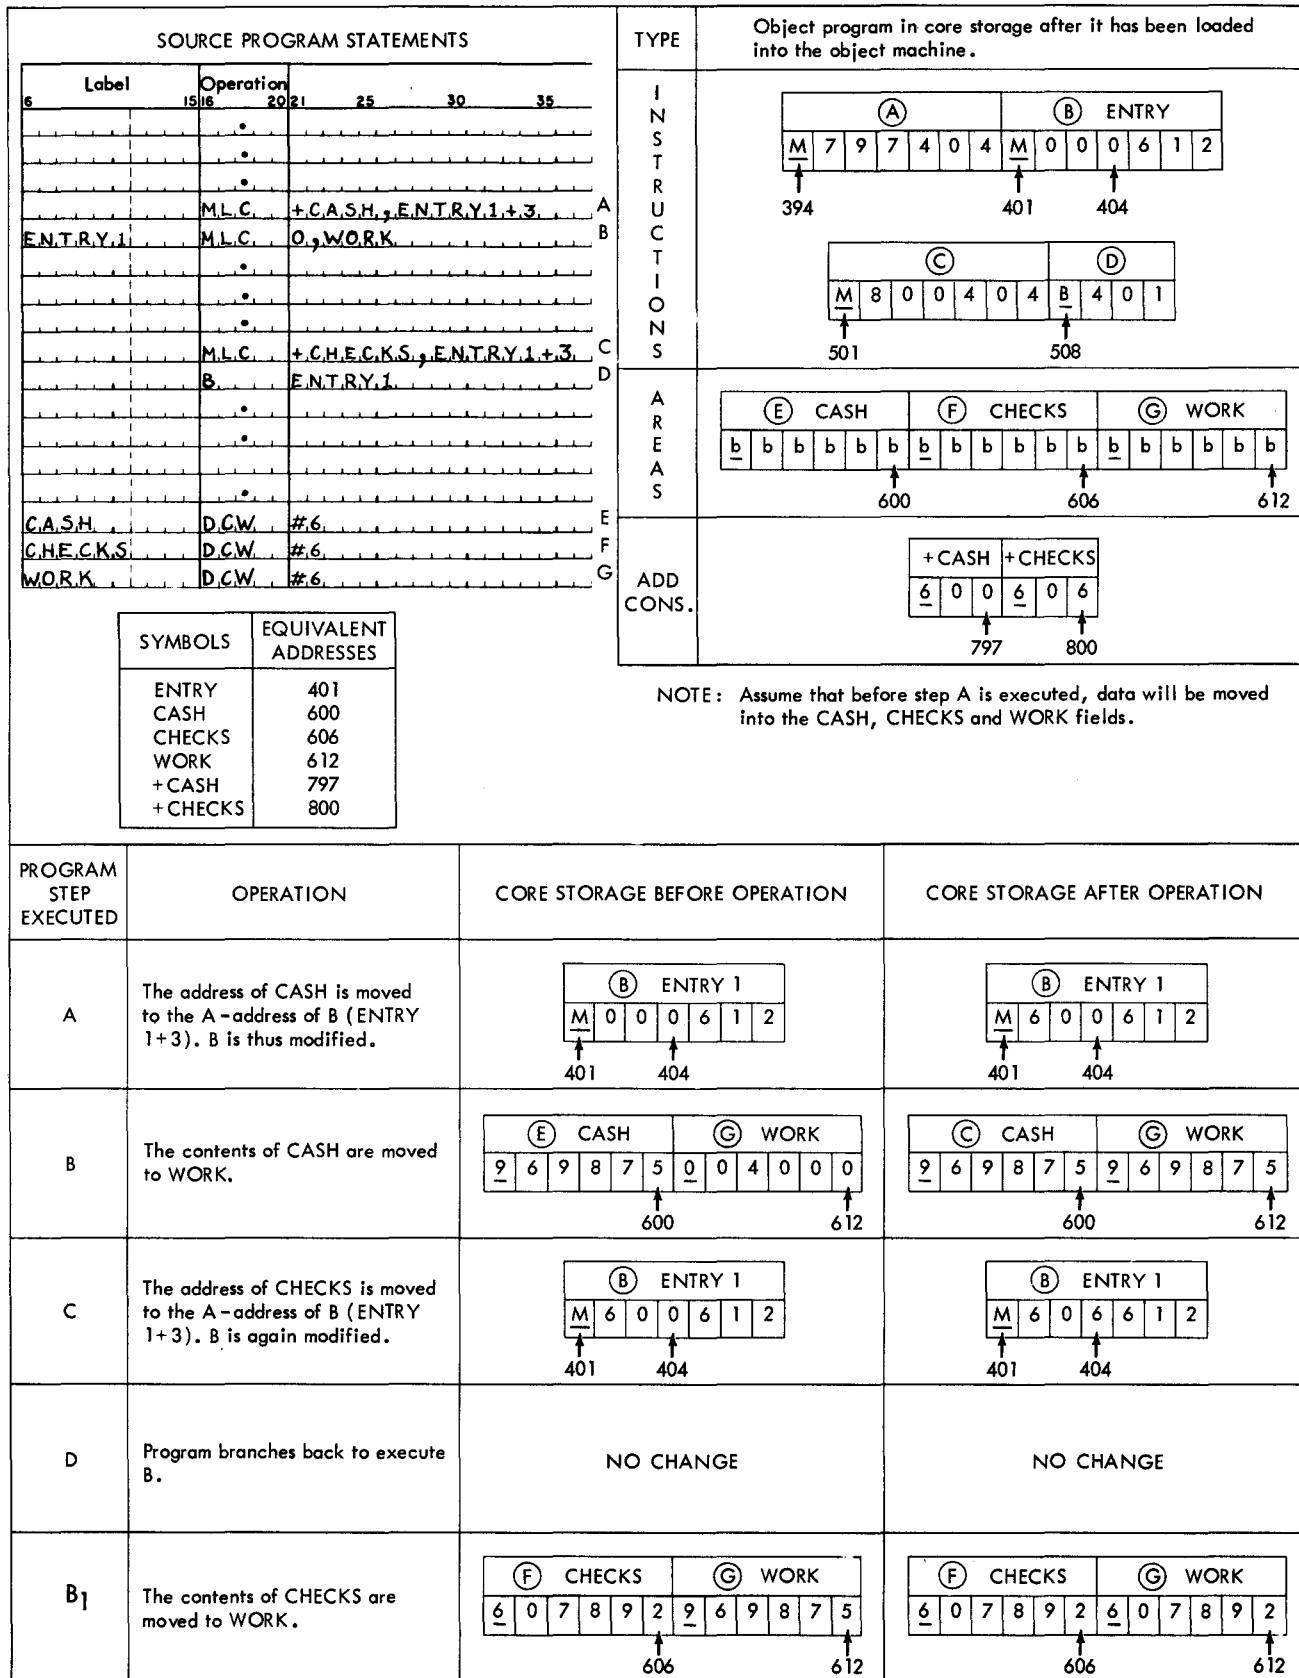 SOURCE PROGRAM STATEMENTS
Label Operation
6 15 16 20 21 25 30 35
MLC +CASH,ENTRY1+3 A
ENTRY1 MLC 0,WORK B
MLC +CHECKS,ENTRY1+3 C
B ENTRY1 D
CASH DCW #6 E
CHECKS DCW #6 F
WORK DCW #6 G
SYMBOLS EQUIVALENT ADDRESSES
ENTRY 401
CASH 600
CHECKS 606
WORK 612
+CASH 797
+CHECKS 800
TYPE Object program in core storage after it has been loaded
into the object machine.
INSTRUCTIONS
A B ENTRY
M 7 9 7 4 0 4 M 0 0 0 6 1 2
394 401 404
C D
M 8 0 0 4 0 4 B 4 0 1
501 508
AREAS
E CASH F CHECKS G WORK
b b b b b b b b b b b b b b b b b b
600 606 612
ADD CONS.
+CASH +CHECKS
6 0 0 6 0 6
797 800
NOTE: Assume that before step A is executed, data will be moved
into the CASH, CHECKS and WORK fields.
PROGRAM STEP EXECUTED OPERATION CORE STORAGE BEFORE OPERATION CORE STORAGE AFTER OPERATION
A
The address of CASH is moved
to the A-address of B (ENTRY
1+3). B is thus modified.
B ENTRY 1
M 0 0 0 6 1 2
401 404
B ENTRY 1
M 6 0 0 6 1 2
401 404
B
The contents of CASH are moved
to WORK.
E CASH G WORK
9 6 9 8 7 5 0 0 4 0 0 0
600 612
C CASH G WORK
9 6 9 8 7 5 9 6 9 8 7 5
600 612
C
The address of CHECKS is moved
to the A-address of B (ENTRY
1+3). B is again modified.
B ENTRY 1
M 6 0 0 6 1 2
401 404
B ENTRY 1
M 6 0 6 6 1 2
401 404
D
Program branches back to execute
B.
NO CHANGE
NO CHANGE
B1
The contents of CHECKS are
moved to WORK.
F CHECKS G WORK
6 0 7 8 9 2 9 6 9 8 7 5
606 612
F CHECKS G WORK
6 0 7 8 9 2 6 0 7 8 9 2
606 612